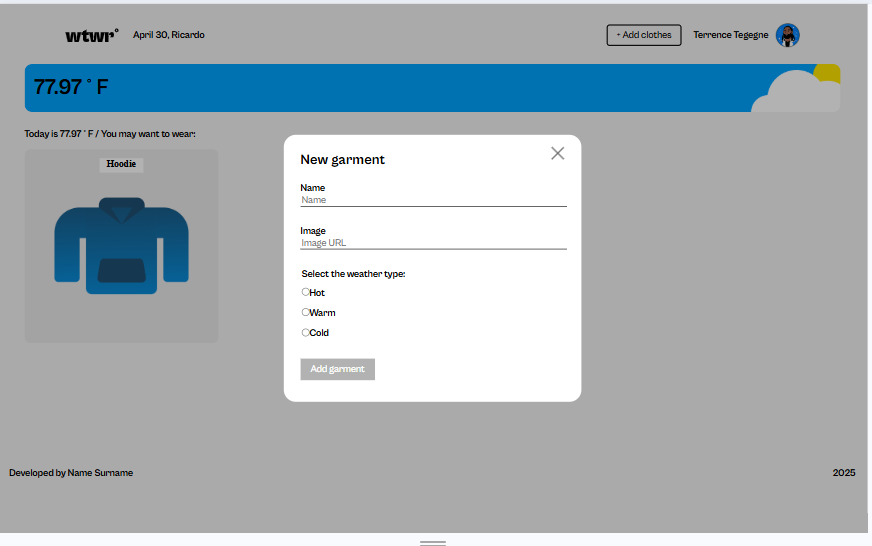 wtwr°
April 30, Ricardo
+ Add clothes
Terrence Tegegne
77.97 ° F
Today is 77.97 ° F / You may want to wear:
Hoodie
New garment
Name
Name
Image
Image URL
Select the weather type:
Hot
Warm
Cold
Add garment
Developed by Name Surname
2025